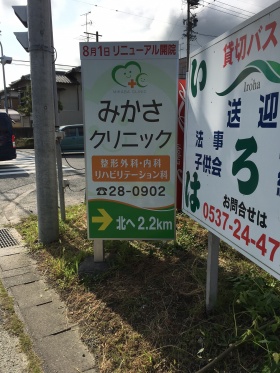 8月1日 リニューアル開院
みかさ
クリニック
整形外科・内科
リハビリテーション科
☎28-0902
北へ2.2km
貸切バス
Iroha
いろは
送迎
法事
子供会
お問合せは
0537-24-47